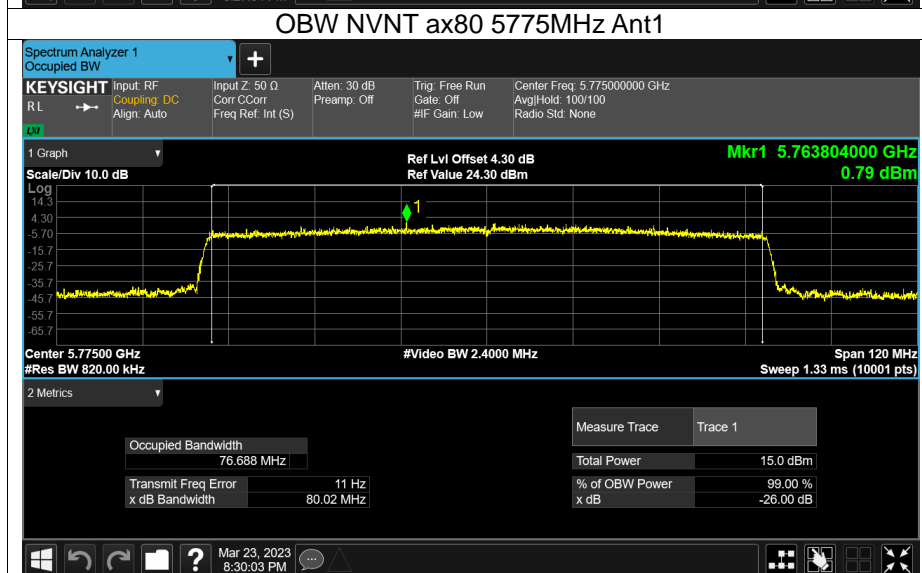 OBW NVNT ax80 5775MHz Ant1
Spectrum Analyzer 1
Occupied BW
+
KEYSIGHT
R L
LXI
Input: RF
Coupling: DC
Align: Auto
Input Z: 50 Ω
Corr CCorr
Freq Ref: Int (S)
Atten: 30 dB
Preamp: Off
Trig: Free Run
Gate: Off
#IF Gain: Low
Center Freq: 5.775000000 GHz
Avg|Hold: 100/100
Radio Std: None
1 Graph
Scale/Div 10.0 dB
Ref Lvl Offset 4.30 dB
Ref Value 24.30 dBm
Mkr1 5.763804000 GHz
0.79 dBm
Log
14.3
4.30
-5.70
-15.7
-25.7
-35.7
-45.7
-55.7
-65.7
1
Center 5.77500 GHz
#Res BW 820.00 kHz
#Video BW 2.4000 MHz
Span 120 MHz
Sweep 1.33 ms (10001 pts)
2 Metrics
Measure Trace Trace 1
Occupied Bandwidth
76.688 MHz
Total Power 15.0 dBm
Transmit Freq Error 11 Hz
% of OBW Power 99.00 %
x dB Bandwidth 80.02 MHz
x dB -26.00 dB
?
Mar 23, 2023
8:30:03 PM